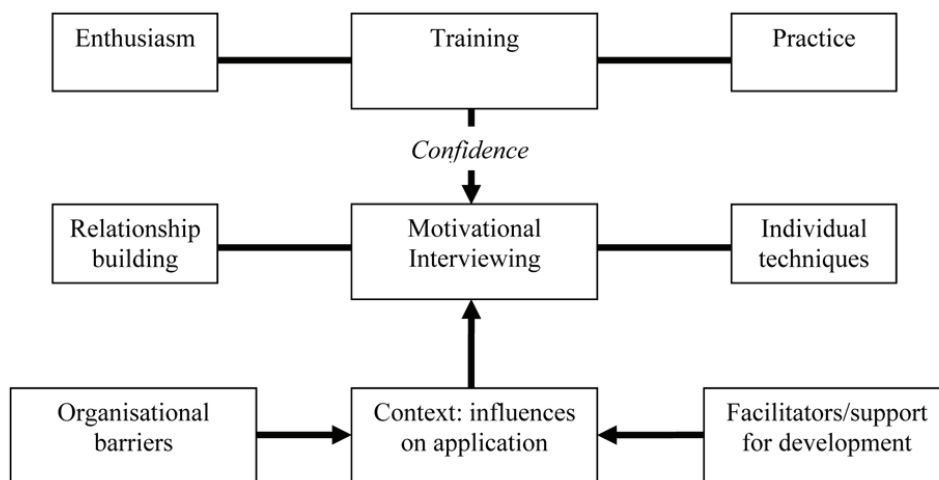 Enthusiasm
Training
Practice
Confidence
Relationship
building
Motivational
Interviewing
Individual
techniques
Organisational
barriers
Context: influences
on application
Facilitators/support
for development